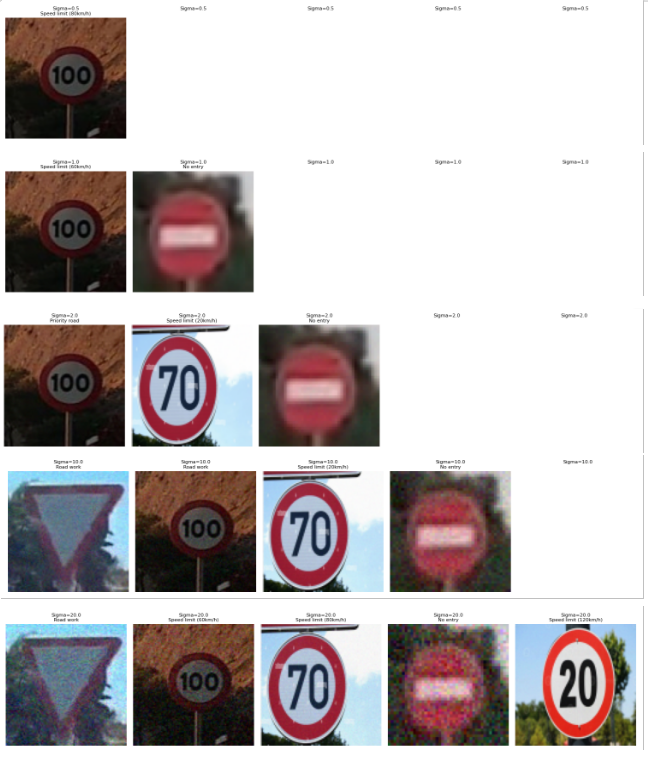 Sigma=0.5 Sigma=0.5 Sigma=0.5 Sigma=0.5 Sigma=0.5
Speed limit (80km/h)
100
Sigma=1.0 Sigma=1.0 Sigma=1.0 Sigma=1.0 Sigma=1.0
Speed limit (60km/h) No entry
100
Sigma=2.0 Sigma=2.0 Sigma=2.0 Sigma=2.0 Sigma=2.0
Priority road Speed limit (20km/h) No entry
100 70
Sigma=10.0 Sigma=10.0 Sigma=10.0 Sigma=10.0 Sigma=10.0
Road work Road work Speed limit (20km/h) No entry
100 70
Sigma=20.0 Sigma=20.0 Sigma=20.0 Sigma=20.0 Sigma=20.0
Road work Speed limit (60km/h) Speed limit (80km/h) No entry Speed limit (120km/h)
100 70 20